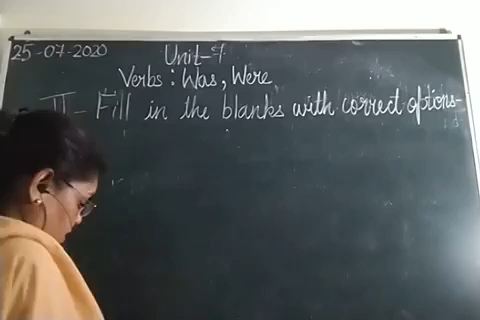 25-07-2020
Unit-7
Verbs : Was, Were
II - Fill in the blanks with correct options-